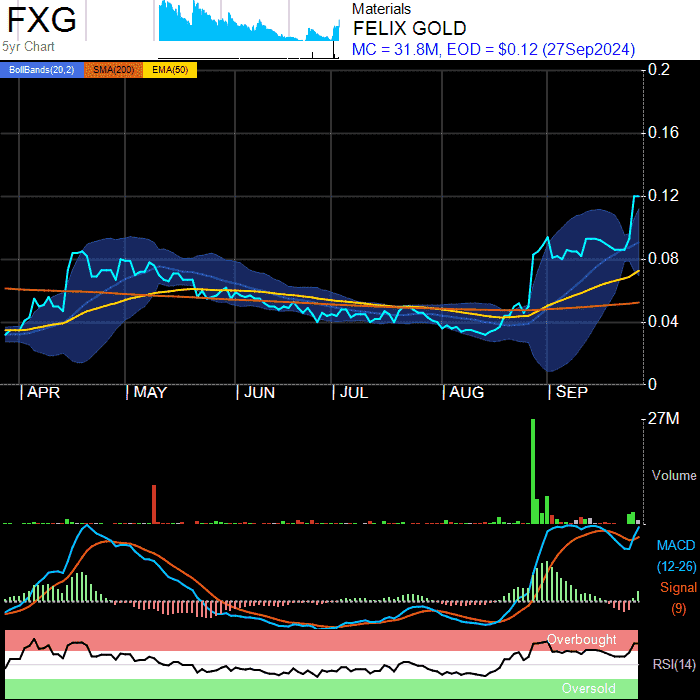 FXG
5yr Chart
Materials
FELIX GOLD
MC = 31.8M, EOD = $0.12 (27Sep2024)
BollBands(20,2) SMA(200) EMA(50)
0.2
0.16
0.12
0.08
0.04
0
APR MAY JUN JUL AUG SEP
27M
Volume
MACD
(12-26)
Signal
(9)
Overbought
RSI(14)
Oversold